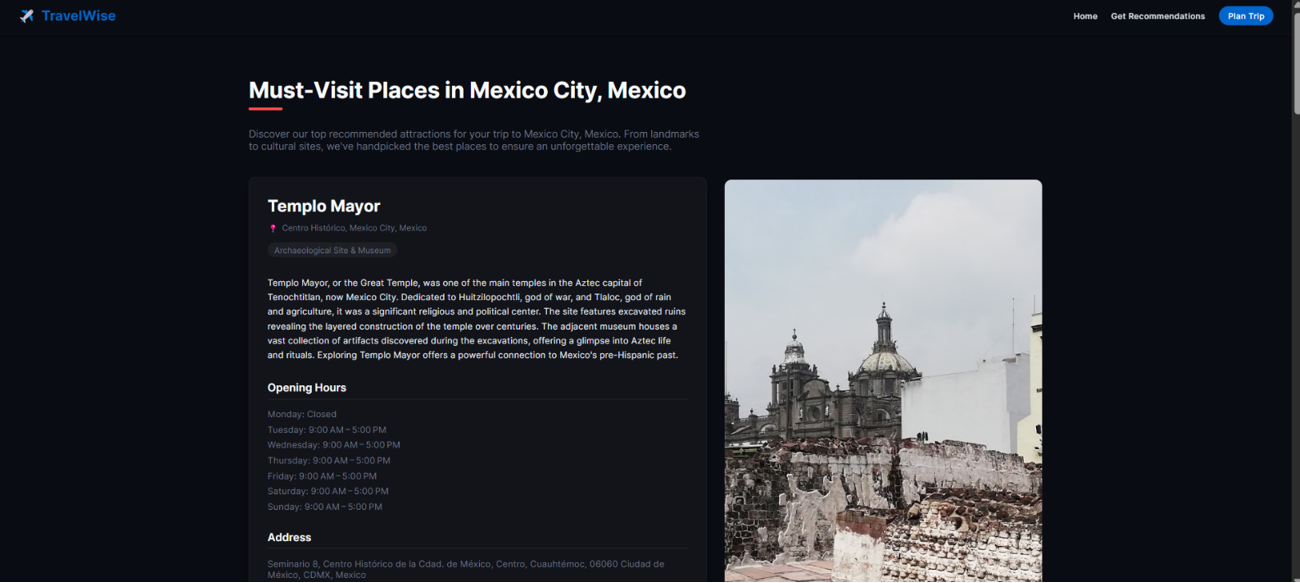 TravelWise
Home
Get Recommendations
Plan Trip
Must-Visit Places in Mexico City, Mexico
Discover our top recommended attractions for your trip to Mexico City, Mexico. From landmarks
to cultural sites, we've handpicked the best places to ensure an unforgettable experience.
Templo Mayor
Centro Histórico, Mexico City, Mexico
Archaeological Site & Museum
Templo Mayor, or the Great Temple, was one of the main temples in the Aztec capital of
Tenochtitlan, now Mexico City. Dedicated to Huitzilopochtli, god of war, and Tlaloc, god of rain
and agriculture, it was a significant religious and political center. The site features excavated ruins
revealing the layered construction of the temple over centuries. The adjacent museum houses a
vast collection of artifacts discovered during the excavations, offering a glimpse into Aztec life
and rituals. Exploring Templo Mayor offers a powerful connection to Mexico's pre-Hispanic past.
Opening Hours
Monday: Closed
Tuesday: 9:00 AM – 5:00 PM
Wednesday: 9:00 AM – 5:00 PM
Thursday: 9:00 AM – 5:00 PM
Friday: 9:00 AM – 5:00 PM
Saturday: 9:00 AM – 5:00 PM
Sunday: 9:00 AM – 5:00 PM
Address
Seminario 8, Centro Histórico de la Cdad. de México, Centro, Cuauhtémoc, 06060 Ciudad de
México, CDMX, Mexico